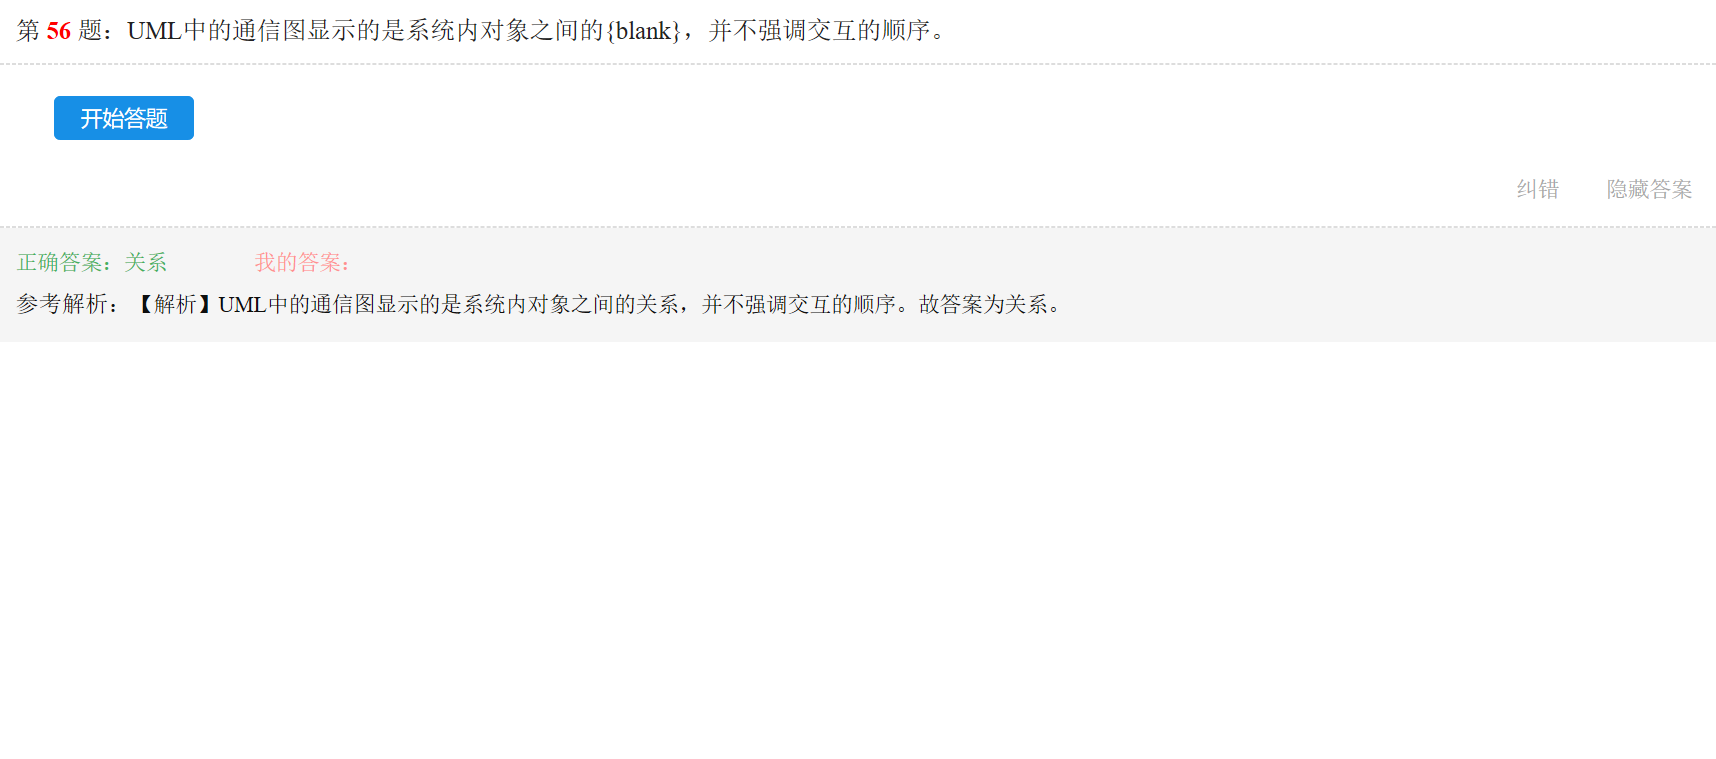 第 56 题：UML中的通信图显示的是系统内对象之间的{blank}，并不强调交互的顺序。
开始答题
纠错 隐藏答案
正确答案：关系 我的答案：
参考解析：【解析】UML中的通信图显示的是系统内对象之间的关系，并不强调交互的顺序。故答案为关系。